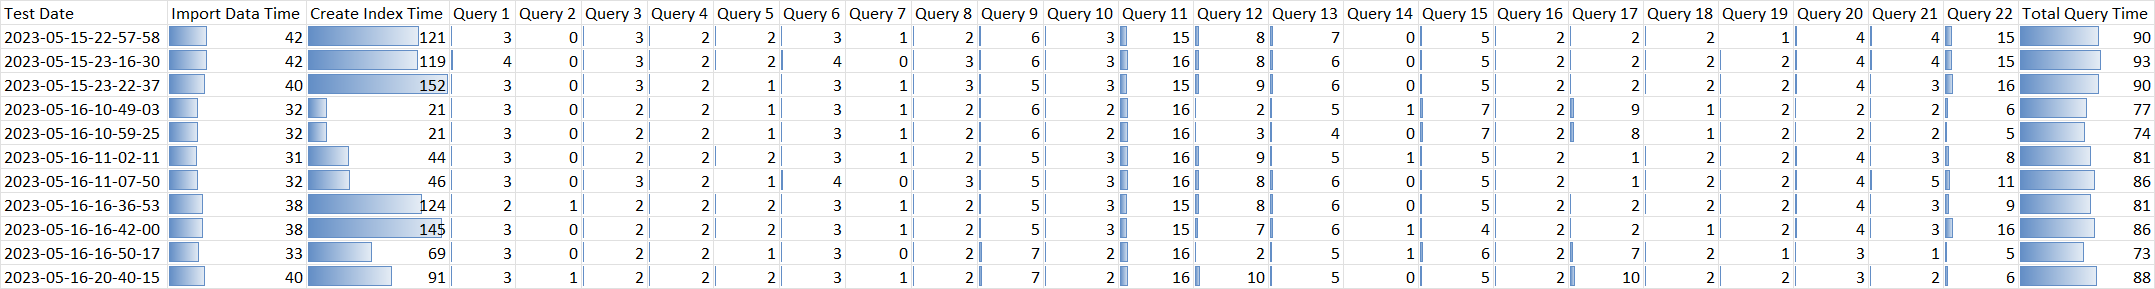 Test Date Import Data Time Create Index Time Query 1 Query 2 Query 3 Query 4 Query 5 Query 6 Query 7 Query 8 Query 9 Query 10 Query 11 Query 12 Query 13 Query 14 Query 15 Query 16 Query 17 Query 18 Query 19 Query 20 Query 21 Query 22 Total Query Time
2023-05-15-22-57-58 42 121 3 0 3 2 2 3 1 2 6 3 15 8 7 0 5 2 2 2 1 4 4 15 90
2023-05-15-23-16-30 42 119 4 0 3 2 2 4 0 3 6 3 16 8 6 0 5 2 2 2 2 4 4 15 93
2023-05-15-23-22-37 40 152 3 0 3 2 1 3 1 3 5 3 15 9 6 0 5 2 2 2 2 4 3 16 90
2023-05-16-10-49-03 32 21 3 0 2 2 1 3 1 2 6 2 16 2 5 1 7 2 9 1 2 2 2 6 77
2023-05-16-10-59-25 32 21 3 0 2 2 1 3 1 2 6 2 16 3 4 0 7 2 8 1 2 2 2 5 74
2023-05-16-11-02-11 31 44 3 0 2 2 2 3 1 2 5 3 16 9 5 1 5 2 1 2 2 4 3 8 81
2023-05-16-11-07-50 32 46 3 0 3 2 1 4 0 3 5 3 16 8 6 0 5 2 1 2 2 4 5 11 86
2023-05-16-16-36-53 38 124 2 1 2 2 2 3 1 2 5 3 15 8 6 0 5 2 2 2 2 4 3 9 81
2023-05-16-16-42-00 38 145 3 0 2 2 2 3 1 2 5 3 15 7 6 1 4 2 2 1 2 4 3 16 86
2023-05-16-16-50-17 33 69 3 0 2 2 1 3 0 2 7 2 16 2 5 1 6 2 7 2 1 3 1 5 73
2023-05-16-20-40-15 40 91 3 1 2 2 2 3 1 2 7 2 16 10 5 0 5 2 10 2 2 3 2 6 88